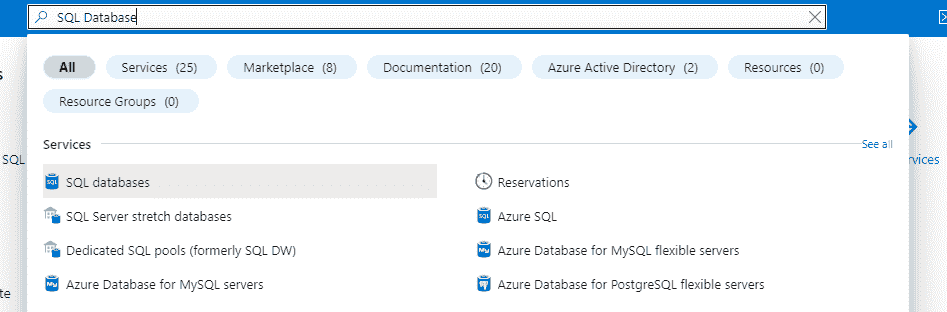 SQL Database
All Services (25) Marketplace (8) Documentation (20) Azure Active Directory (2) Resources (0)
Resource Groups (0)
Services See all
SQL databases Reservations
SQL Server stretch databases Azure SQL
Dedicated SQL pools (formerly SQL DW) Azure Database for MySQL flexible servers
Azure Database for MySQL servers Azure Database for PostgreSQL flexible servers
SQL